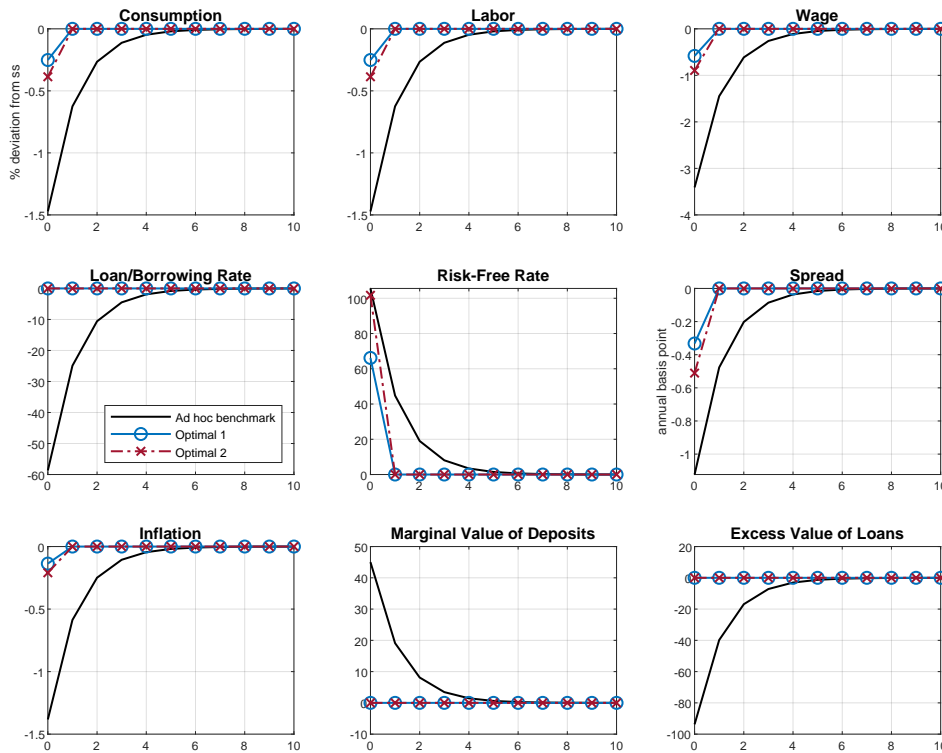 Consumption
Labor
Wage
% deviation from ss
0
-0.5
-1
-1.5
0 2 4 6 8 10
0
-0.5
-1
-1.5
0 2 4 6 8 10
0
-1
-2
-3
-4
0 2 4 6 8 10
Loan/Borrowing Rate
Risk-Free Rate
Spread
0
-10
-20
-30
-40
-50
-60
0 2 4 6 8 10
Ad hoc benchmark
Optimal 1
Optimal 2
100
80
60
40
20
0
0 2 4 6 8 10
annual basis point
0
-0.2
-0.4
-0.6
-0.8
-1
0 2 4 6 8 10
Inflation
Marginal Value of Deposits
Excess Value of Loans
0
-0.5
-1
-1.5
0 2 4 6 8 10
50
40
30
20
10
0
-10
0 2 4 6 8 10
20
0
-20
-40
-60
-80
-100
0 2 4 6 8 10